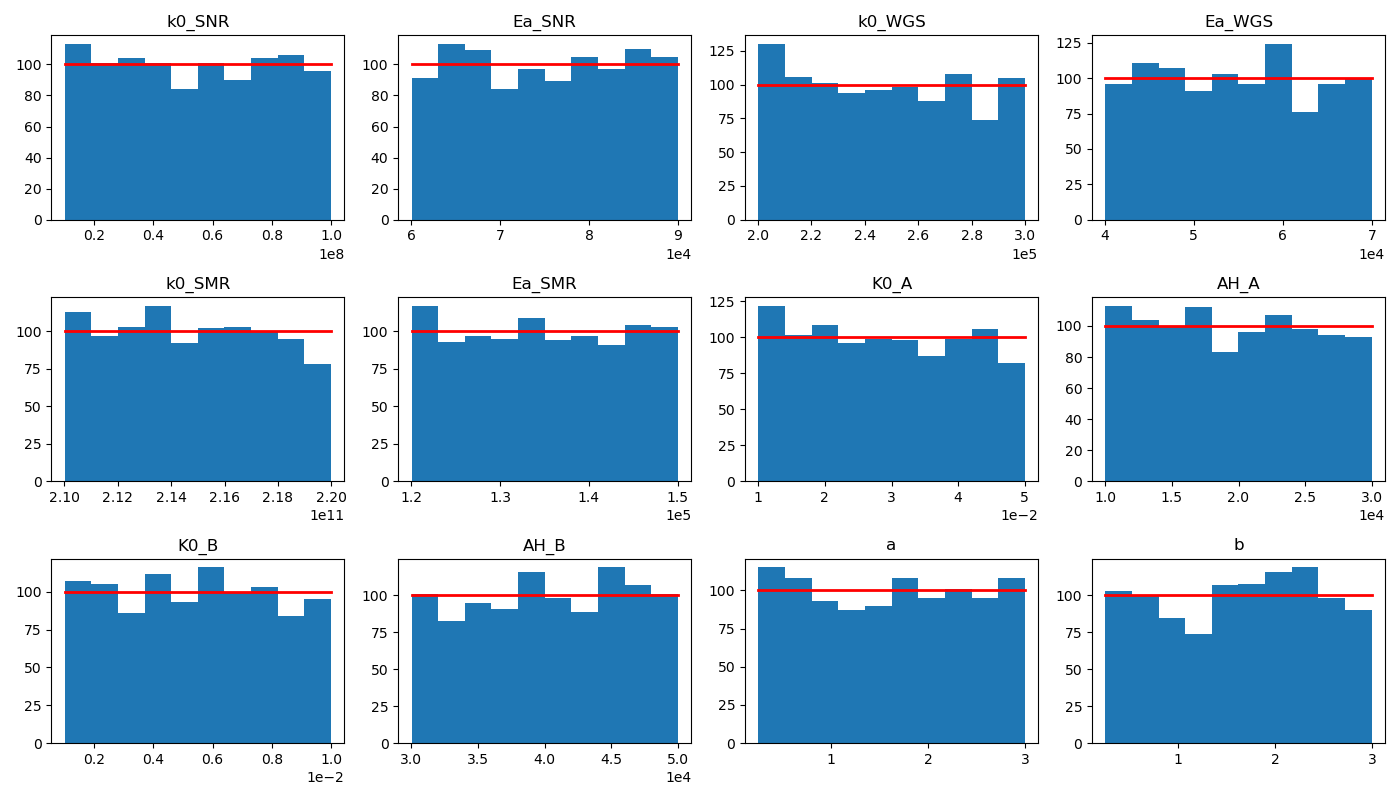 k0_SNR
100
80
60
40
20
0
0.2 0.4 0.6 0.8 1.0
1e8
Ea_SNR
100
80
60
40
20
0
6 7 8 9
1e4
k0_WGS
125
100
75
50
25
0
2.0 2.2 2.4 2.6 2.8 3.0
1e5
Ea_WGS
125
100
75
50
25
0
4 5 6 7
1e4
k0_SMR
100
75
50
25
0
2.10 2.12 2.14 2.16 2.18 2.20
1e11
Ea_SMR
100
75
50
25
0
1.2 1.3 1.4 1.5
1e5
K0_A
125
100
75
50
25
0
1 2 3 4 5
1e−2
AH_A
100
80
60
40
20
0
1.0 1.5 2.0 2.5 3.0
1e4
K0_B
100
75
50
25
0
0.2 0.4 0.6 0.8 1.0
1e−2
AH_B
100
75
50
25
0
3.0 3.5 4.0 4.5 5.0
1e4
a
100
75
50
25
0
1 2 3
b
100
75
50
25
0
1 2 3